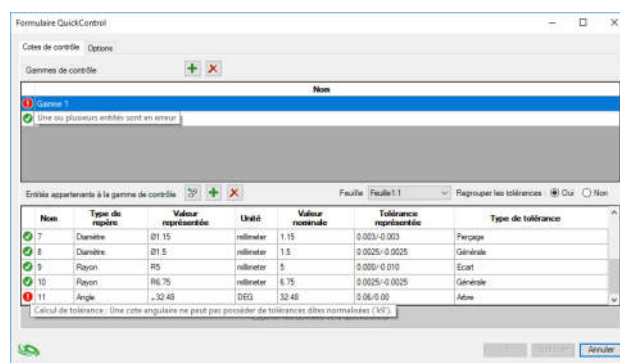 Formulaire QuickControl
Cotes de contrôle Options
Gammes de contrôle
Nom
Gamme 1
Une ou plusieurs entités sont en erreur
Entités appartenants à la gamme de contrôle Feuille Feuille1:1 Regrouper les tolérances : Oui Non
Nom Type de repère Valeur représentée Unité Valeur nominale Tolérance représentée Type de tolérance
7 Diamètre Ø1.15 millimeter 1.15 0.003/-0.003 Perçage
8 Diamètre Ø1.5 millimeter 1.5 0.0025/-0.0025 Générale
9 Rayon R5 millimeter 5 0.000/-0.010 Ecart
10 Rayon R6.75 millimeter 6.75 0.0025/-0.0025 Générale
11 Angle 32.48 DEG 32.48 0.06/0.00 Arbre
Calcul de tolérance : Une cote angulaire ne peut pas posséder de tolérances dites normalisées ('k9').
Annuler